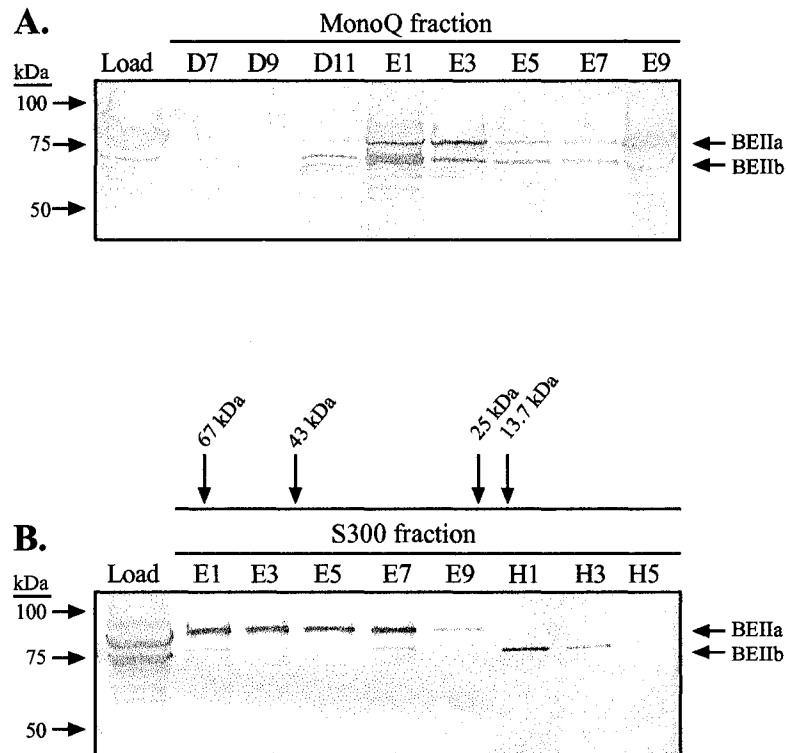 A.
MonoQ fraction
kDa
Load D7 D9 D11 E1 E3 E5 E7 E9
100
75
50
BEIIa
BEIIb
67 kDa
43 kDa
25 kDa
13.7 kDa
B.
S300 fraction
kDa
Load E1 E3 E5 E7 E9 H1 H3 H5
100
75
50
BEIIa
BEIIb